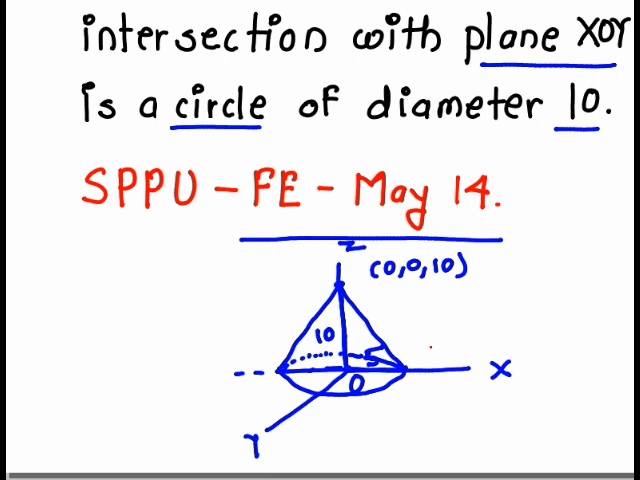 intersection with plane XOY
is a circle of diameter 10.
SPPU - FE - May 14.
Z
(0,0,10)
10
5
X
O
Y